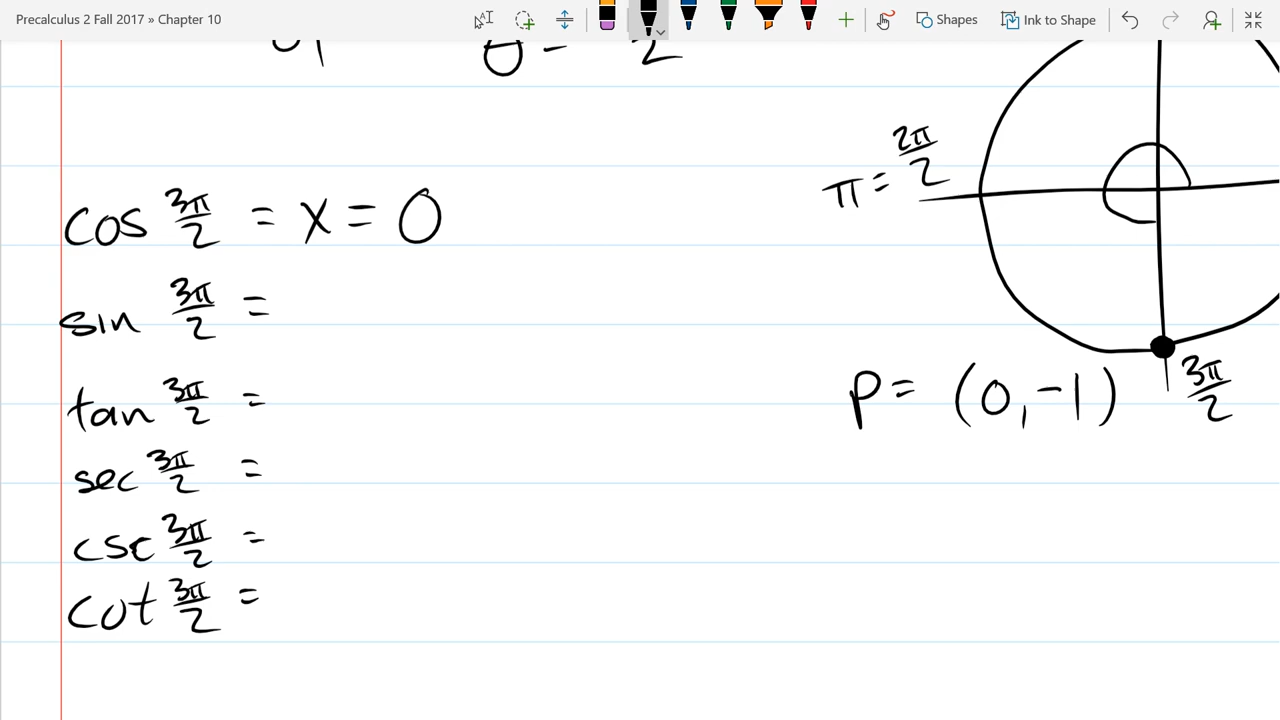 Precalculus 2 Fall 2017 » Chapter 10
Shapes
Ink to Shape
θ = 2
2π/2
π =
cos 3π/2 = x = 0
sin 3π/2 =
tan 3π/2 =
P = (0, -1)
3π/2
sec 3π/2 =
csc 3π/2 =
cot 3π/2 =